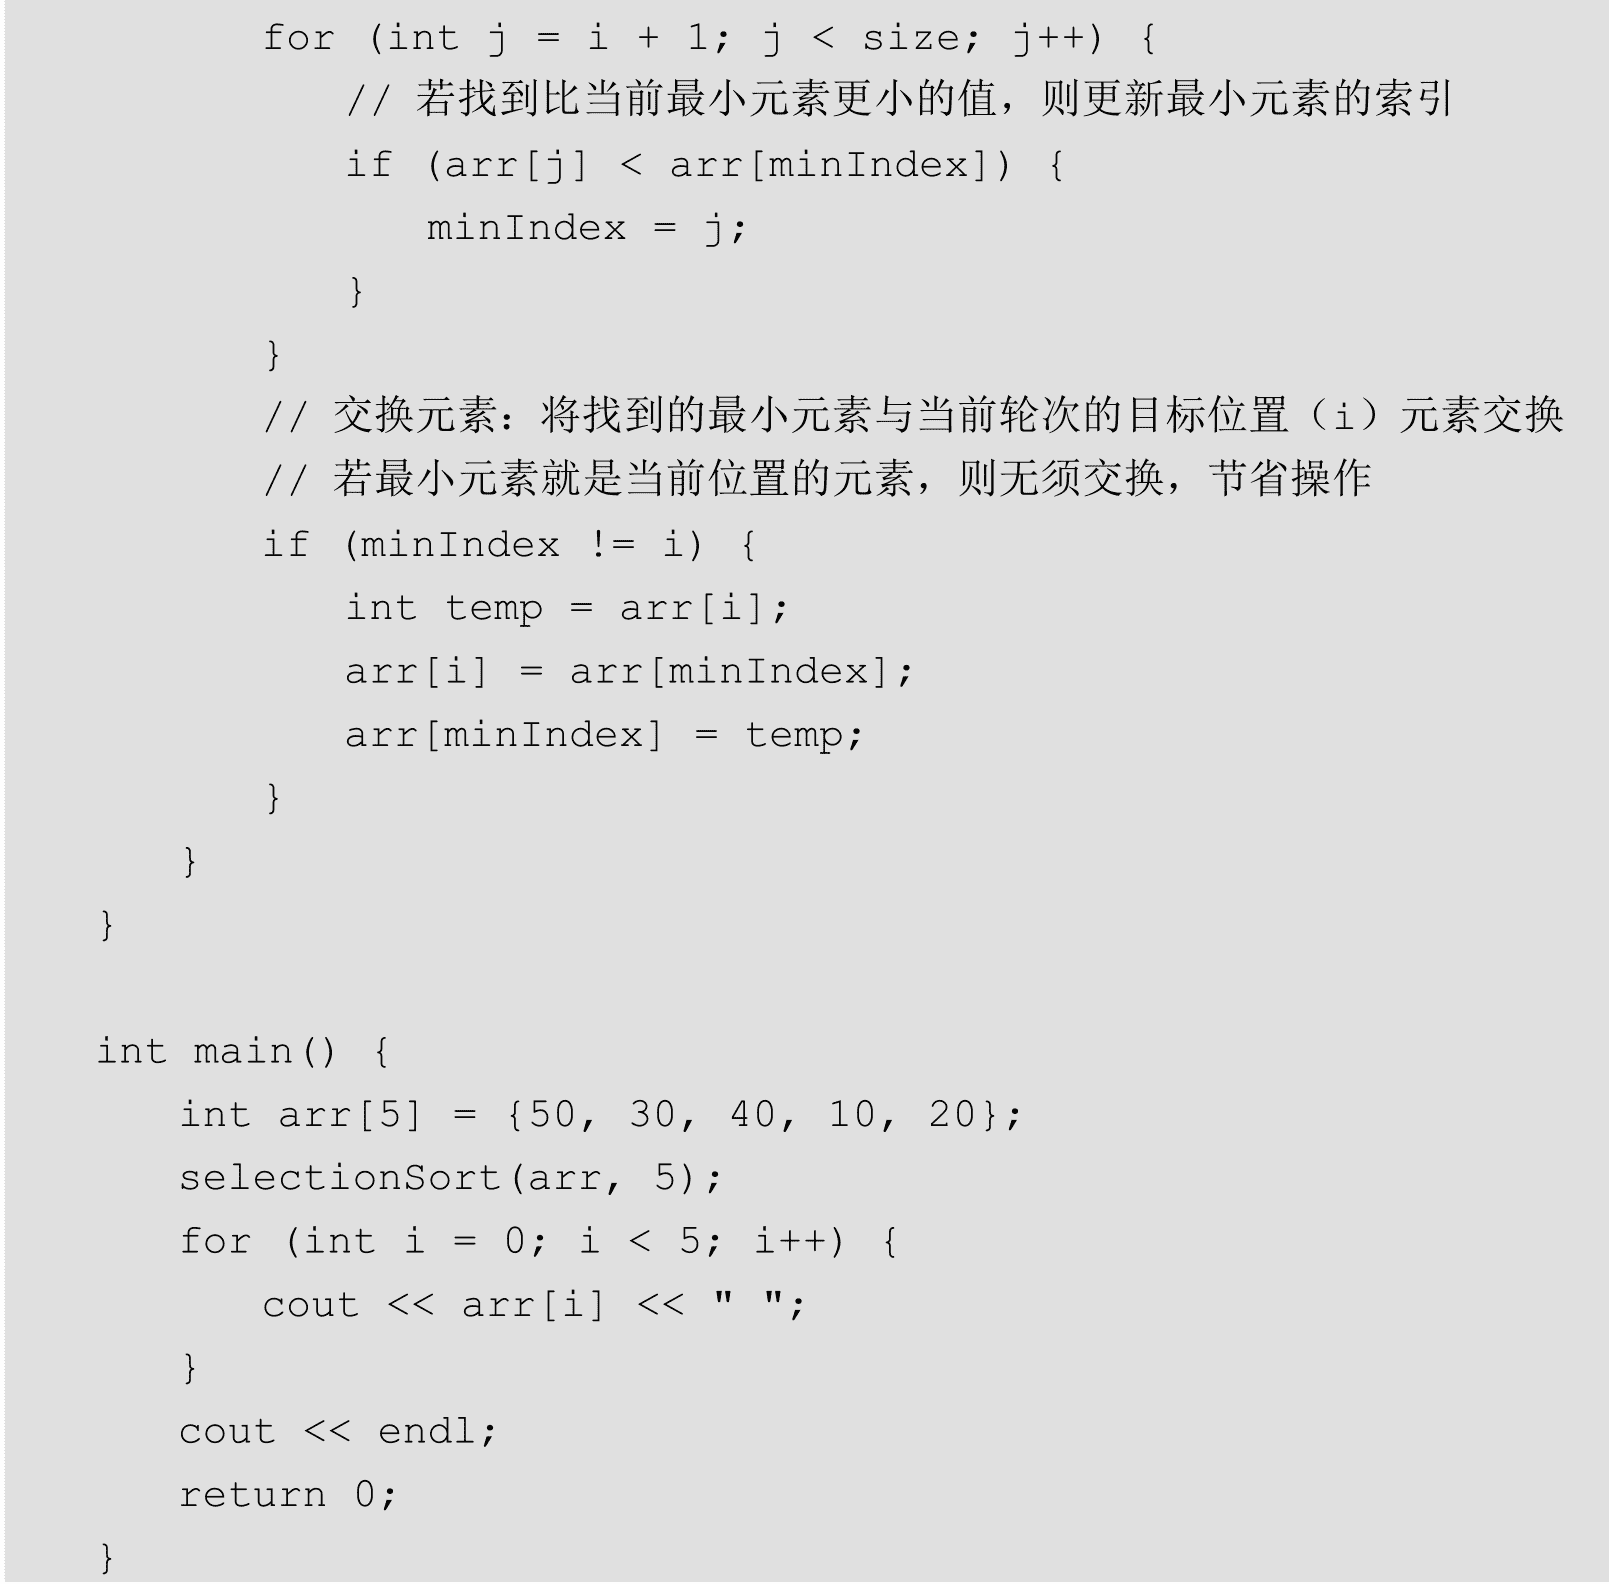 for (int j = i + 1; j < size; j++) {
// 若找到比当前最小元素更小的值，则更新最小元素的索引
if (arr[j] < arr[minIndex]) {
minIndex = j;
}
}
// 交换元素：将找到的最小元素与当前轮次的目标位置（i）元素交换
// 若最小元素就是当前位置的元素，则无须交换，节省操作
if (minIndex != i) {
int temp = arr[i];
arr[i] = arr[minIndex];
arr[minIndex] = temp;
}
}
}
int main() {
int arr[5] = {50, 30, 40, 10, 20};
selectionSort(arr, 5);
for (int i = 0; i < 5; i++) {
cout << arr[i] << " ";
}
cout << endl;
return 0;
}